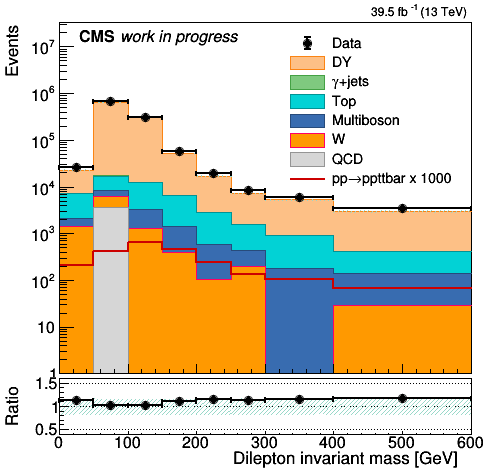 39.5 fb⁻¹ (13 TeV)
Events
CMS work in progress
Data
DY
γ+jets
Top
Multiboson
W
QCD
pp→ppttbar x 1000
10⁷
10⁶
10⁵
10⁴
10³
10²
10
1
Ratio
1.5
1
0.5
0 100 200 300 400 500 600
Dilepton invariant mass [GeV]